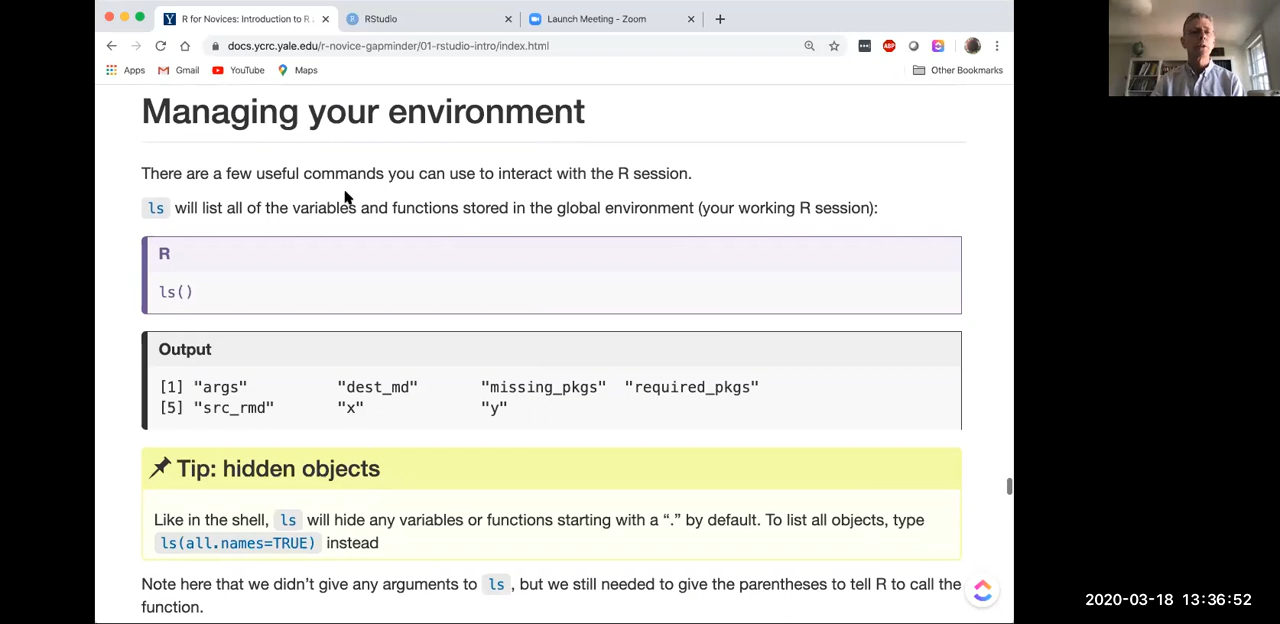 R for Novices: Introduction to R
RStudio
Launch Meeting - Zoom
docs.ycrc.yale.edu/r-novice-gapminder/01-rstudio-intro/index.html
ABP
Apps
Gmail
YouTube
Maps
Other Bookmarks
Managing your environment
There are a few useful commands you can use to interact with the R session.
ls will list all of the variables and functions stored in the global environment (your working R session):
R
ls()
Output
[1] "args" "dest_md" "missing_pkgs" "required_pkgs"
[5] "src_rmd" "x" "y"
Tip: hidden objects
Like in the shell, ls will hide any variables or functions starting with a “.” by default. To list all objects, type
ls(all.names=TRUE) instead
Note here that we didn’t give any arguments to ls, but we still needed to give the parentheses to tell R to call the
function.
2020-03-18 13:36:52